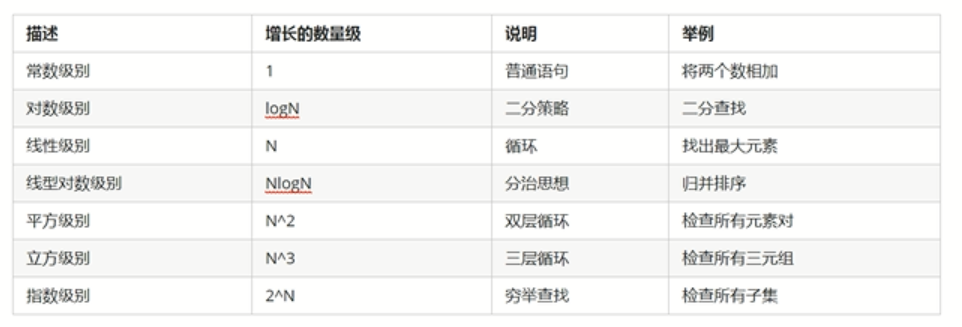 描述 增长的数量级 说明 举例
常数级别 1 普通语句 将两个数相加
对数级别 logN 二分策略 二分查找
线性级别 N 循环 找出最大元素
线型对数级别 NlogN 分治思想 归并排序
平方级别 N^2 双层循环 检查所有元素对
立方级别 N^3 三层循环 检查所有三元组
指数级别 2^N 穷举查找 检查所有子集